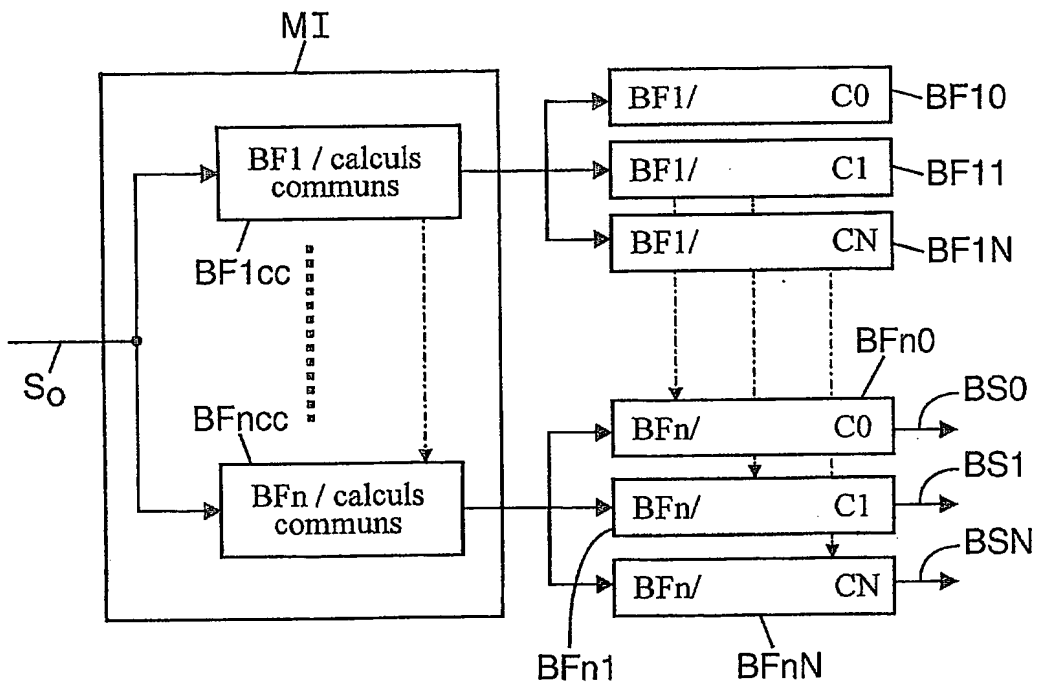 MI
BF1/ C0
BF10
BF1 / calculs
communs
BF1/ C1
BF11
BF1/ CN
BF1N
BF1cc
S0
BFn0
BFncc
BFn/ C0
BS0
BFn / calculs
communs
BFn/ C1
BS1
BFn/ CN
BSN
BFn1
BFnN